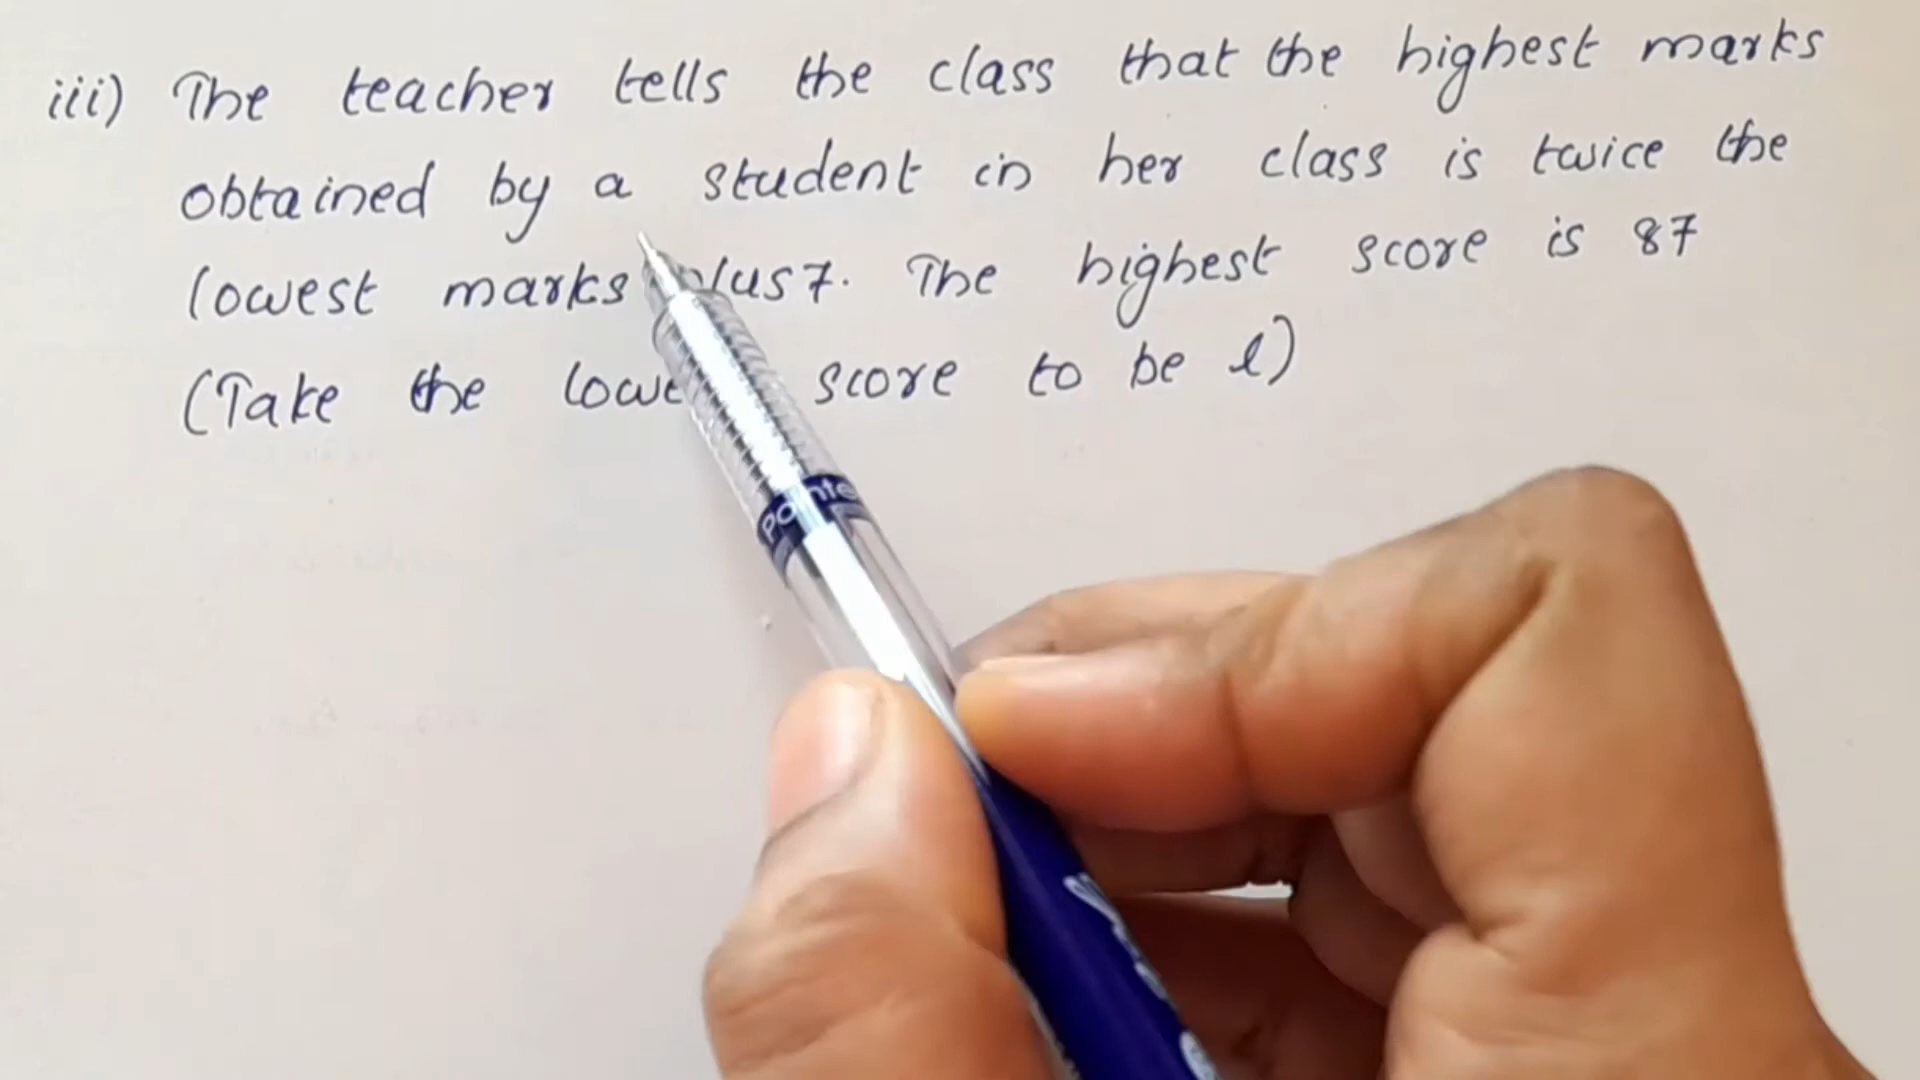 iii) The teacher tells the class that the highest marks
obtained by a student in her class is twice the
lowest marks plus 7. The highest score is 87
(Take the score to be l)